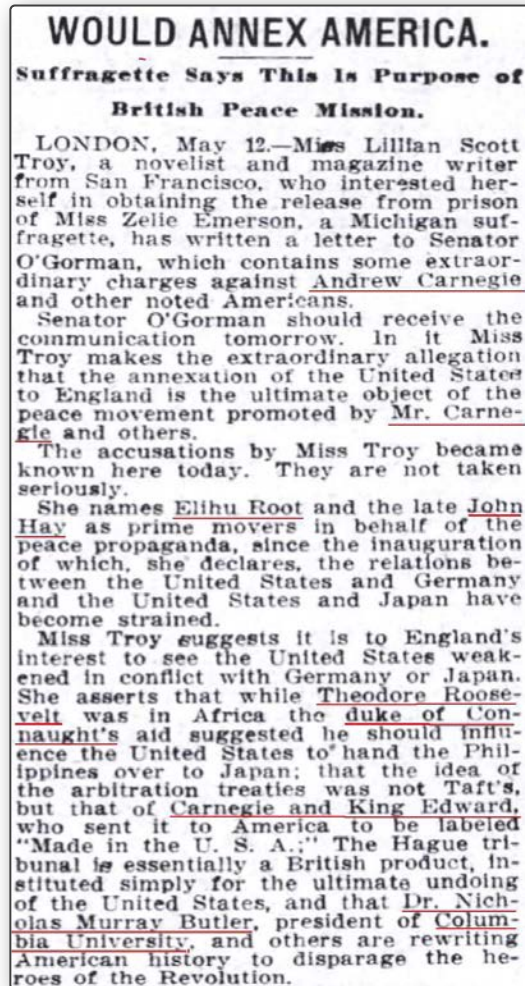 WOULD ANNEX AMERICA.
Suffragette Says This Is Purpose of
British Peace Mission.
LONDON, May 12.—Miss Lillian Scott
Troy, a novelist and magazine writer
from San Francisco, who interested her-
self in obtaining the release from prison
of Miss Zelie Emerson, a Michigan suf-
fragette, has written a letter to Senator
O'Gorman, which contains some extraor-
dinary charges against Andrew Carnegie
and other noted Americans.
Senator O'Gorman should receive the
communication tomorrow. In it Miss
Troy makes the extraordinary allegation
that the annexation of the United States
to England is the ultimate object of the
peace movement promoted by Mr. Carne-
gie and others.
The accusations by Miss Troy became
known here today. They are not taken
seriously.
She names Elihu Root and the late John
Hay as prime movers in behalf of the
peace propaganda, since the inauguration
of which, she declares, the relations be-
tween the United States and Germany
and the United States and Japan have
become strained.
Miss Troy suggests it is to England's
interest to see the United States weak-
ened in conflict with Germany or Japan.
She asserts that while Theodore Roose-
velt was in Africa the duke of Con-
naught's aid suggested he should influ-
ence the United States to hand the Phil-
ippines over to Japan; that the idea of
the arbitration treaties was not Taft's,
but that of Carnegie and King Edward,
who sent it to America to be labeled
"Made in the U. S. A.;" The Hague tri-
bunal is essentially a British product, in-
stituted simply for the ultimate undoing
of the United States, and that Dr. Nich-
olas Murray Butler, president of Colum-
bia University, and others are rewriting
American history to disparage the he-
roes of the Revolution.